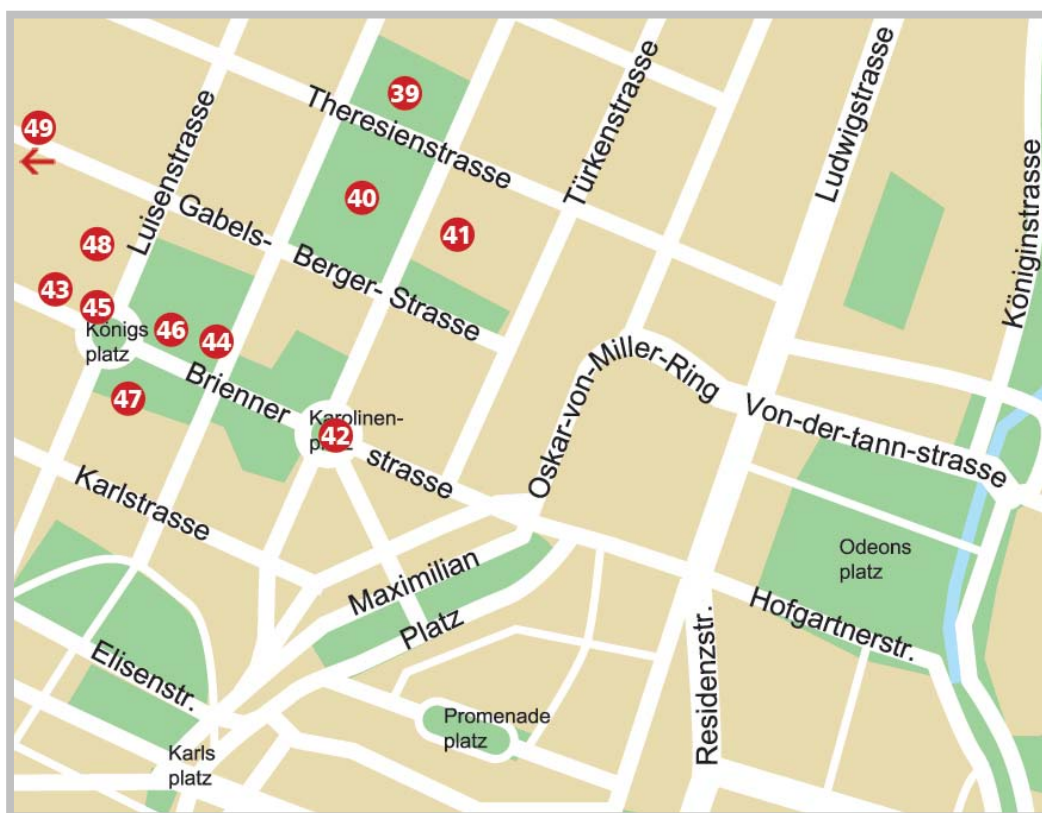 39
Theresienstrasse
Türkenstrasse
Ludwigstrasse
Königinstrasse
49
Luisenstrasse
40
41
Gabels-
Berger-
Strasse
48
43
45
Königs
platz
46
44
47
Brienner
Karolinen-
42
strasse
Oskar-von-Miller-Ring
Von-der-tann-strasse
Karlstrasse
Maximilian
Platz
Odeons
platz
Hofgartnerstr.
Residenzstr.
Elisenstr.
Promenade
platz
Karls
platz